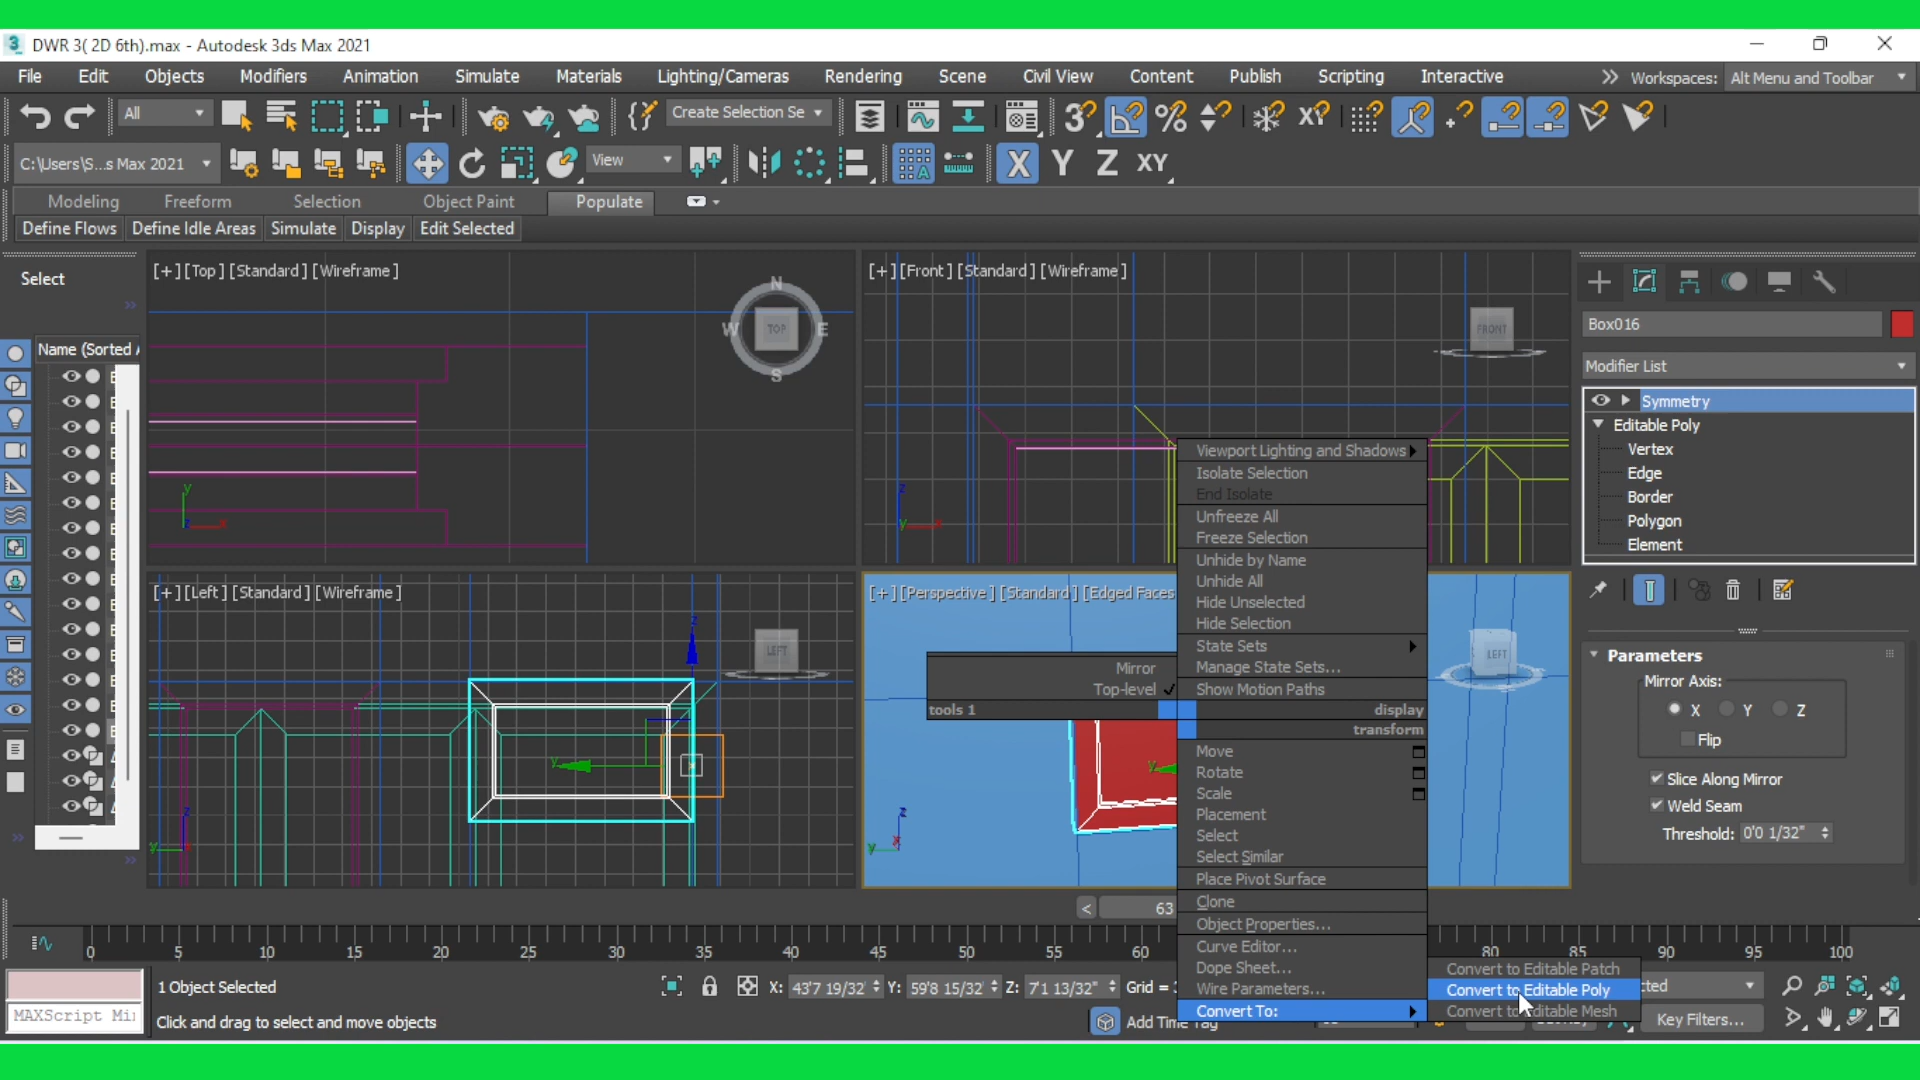 DWR 3( 2D 6th).max - Autodesk 3ds Max 2021
File Edit Objects Modifiers Animation Simulate Materials Lighting/Cameras Rendering Scene Civil View Content Publish Scripting Interactive Workspaces: Alt Menu and Toolbar
All Create Selection Se
C:\Users\S...s Max 2021 View X Y Z XY
Modeling Freeform Selection Object Paint Populate
Define Flows Define Idle Areas Simulate Display Edit Selected
Select
Name (Sorted
[+] [Top] [Standard] [Wireframe]
N
W TOP E
S
[+] [Front] [Standard] [Wireframe]
FRONT
Box016
Modifier List
Symmetry
Editable Poly
Vertex
Edge
Border
Polygon
Element
[+] [Left] [Standard] [Wireframe]
LEFT
[+] [Perspective] [Standard] [Edged Faces
LEFT
Mirror
Top-level
tools 1
Viewport Lighting and Shadows
Isolate Selection
End Isolate
Unfreeze All
Freeze Selection
Unhide by Name
Unhide All
Hide Unselected
Hide Selection
State Sets
Manage State Sets...
Show Motion Paths
display
transform
Move
Rotate
Scale
Placement
Select
Select Similar
Place Pivot Surface
Clone
Object Properties...
Curve Editor...
Dope Sheet...
Wire Parameters...
Convert To:
Convert to Editable Patch
Convert to Editable Poly
Convert to Editable Mesh
Parameters
Mirror Axis:
X Y Z
Flip
Slice Along Mirror
Weld Seam
Threshold: 0'0 1/32"
< 63
0 5 10 15 20 25 30 35 40 45 50 55 60 80 85 90 95 100
1 Object Selected X: 43'7 19/32' Y: 59'8 15/32' Z: 7'1 13/32" Grid =
MAXScript Mi
Click and drag to select and move objects
Key Filters...